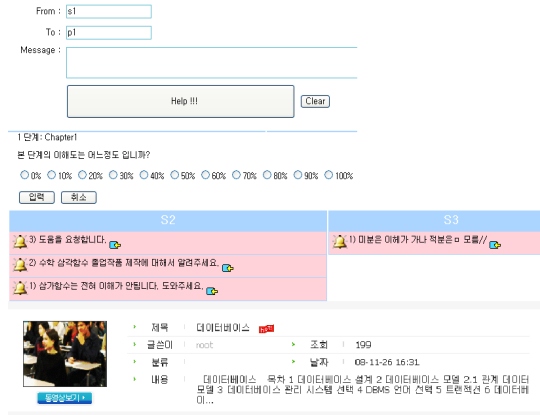 From : s1
To : p1
Message :
Help !!! Clear
1 단계: Chapter1
본 단계의 이해도는 어느정도 입니까?
0% 10% 20% 30% 40% 50% 60% 70% 80% 90% 100%
입력 취소
S2 S3
3) 도움를 요청합니다. 1) 미분은 이해가 가나 적분은ㅁ 모름//
2) 수학 삼각함수 졸업작품 제작에 대해서 알려주세요.
1) 삼가함수는 전혀 이해가 안됩니다. 도와주세요.
제목 데이터베이스
글쓴이 root 조회 199
분류 날짜 08-11-26 16:31
내용 데이터베이스 목차 1 데이터베이스 설계 2 데이터베이스 모델 2.1 관계 데이터
모델 3 데이터베이스 관리 시스템 선택 4 DBMS 언어 선택 5 트랜젝션 6 데이터베
이...
동영상보기